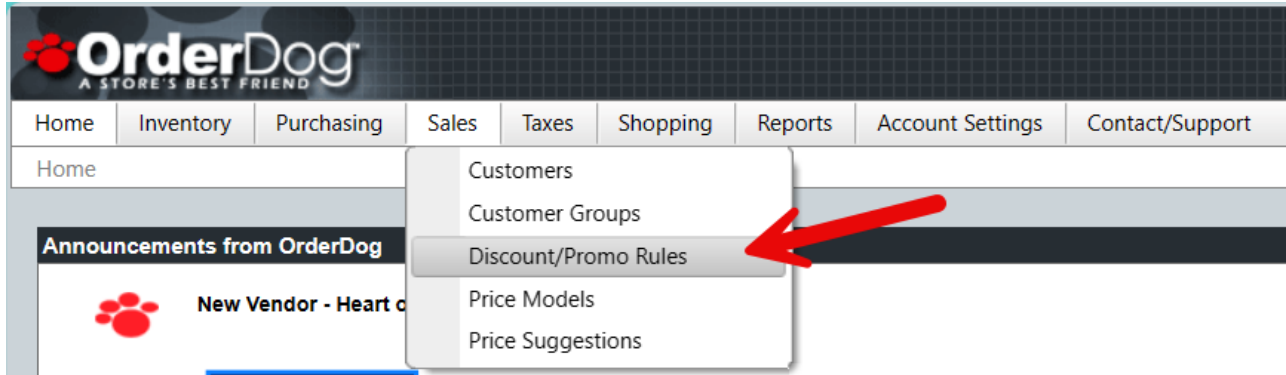 OrderDog
A STORE'S BEST FRIEND
Home Inventory Purchasing Sales Taxes Shopping Reports Account Settings Contact/Support
Home
Customers
Customer Groups
Announcements from OrderDog
Discount/Promo Rules
New Vendor - Heart
Price Models
Price Suggestions